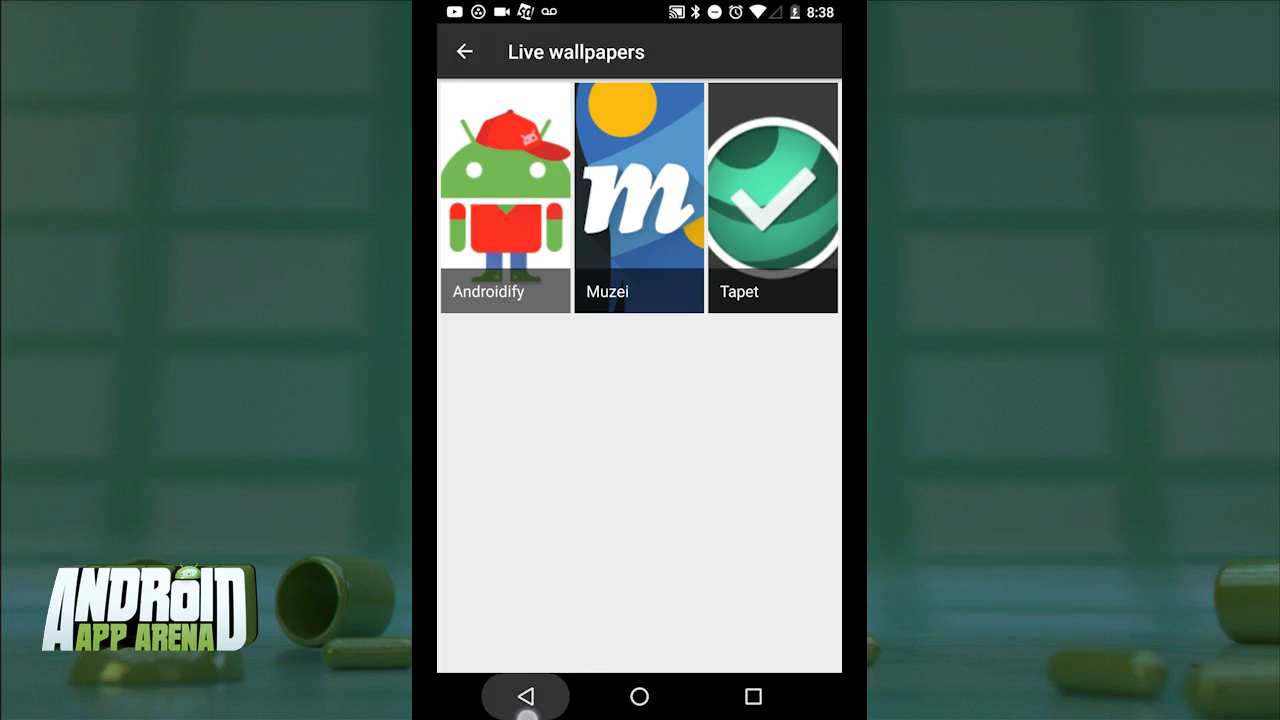 8:38
Live wallpapers
m
Androidify
Muzei
Tapet
ANDROID
APP ARENA